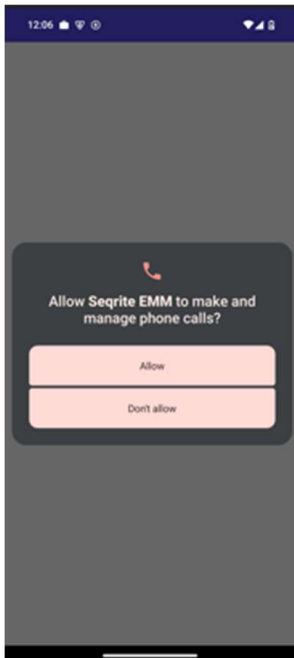 12:06
Allow Seqrite EMM to make and
manage phone calls?
Allow
Don't allow